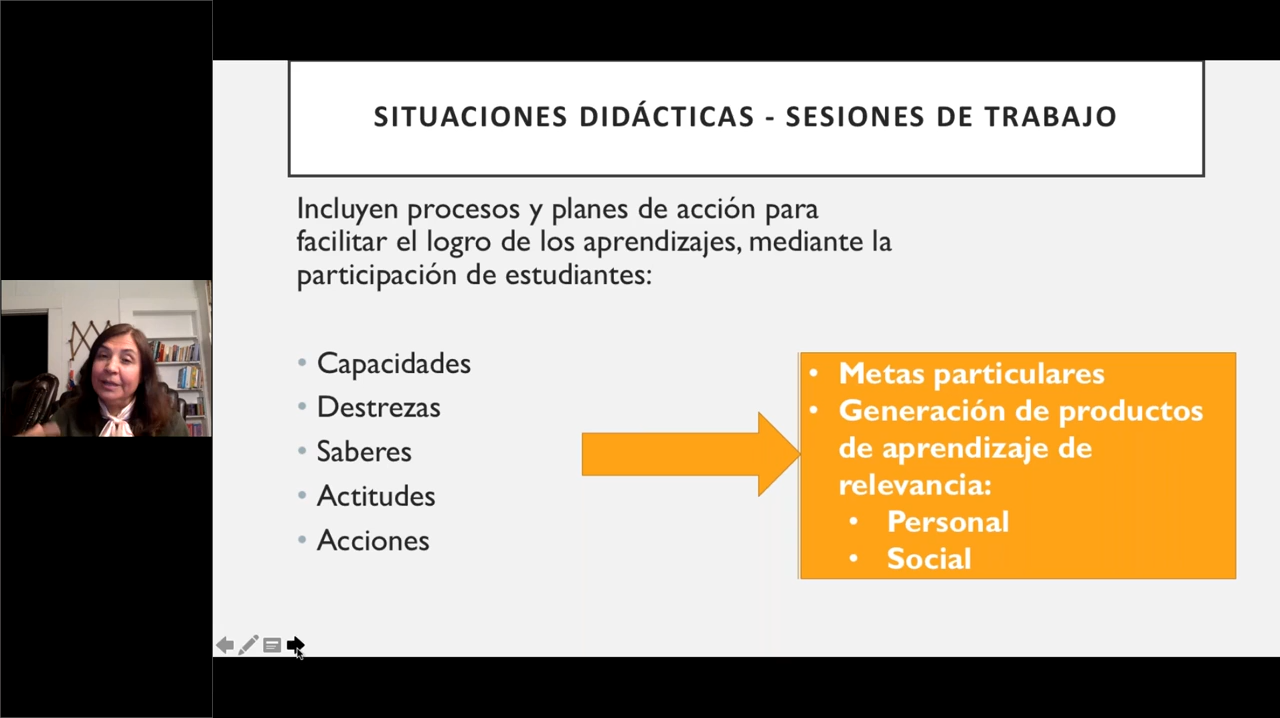 SITUACIONES DIDÁCTICAS - SESIONES DE TRABAJO
Incluyen procesos y planes de acción para
facilitar el logro de los aprendizajes, mediante la
participación de estudiantes:
• Capacidades
• Destrezas
• Saberes
• Actitudes
• Acciones
• Metas particulares
• Generación de productos
de aprendizaje de
relevancia:
• Personal
• Social